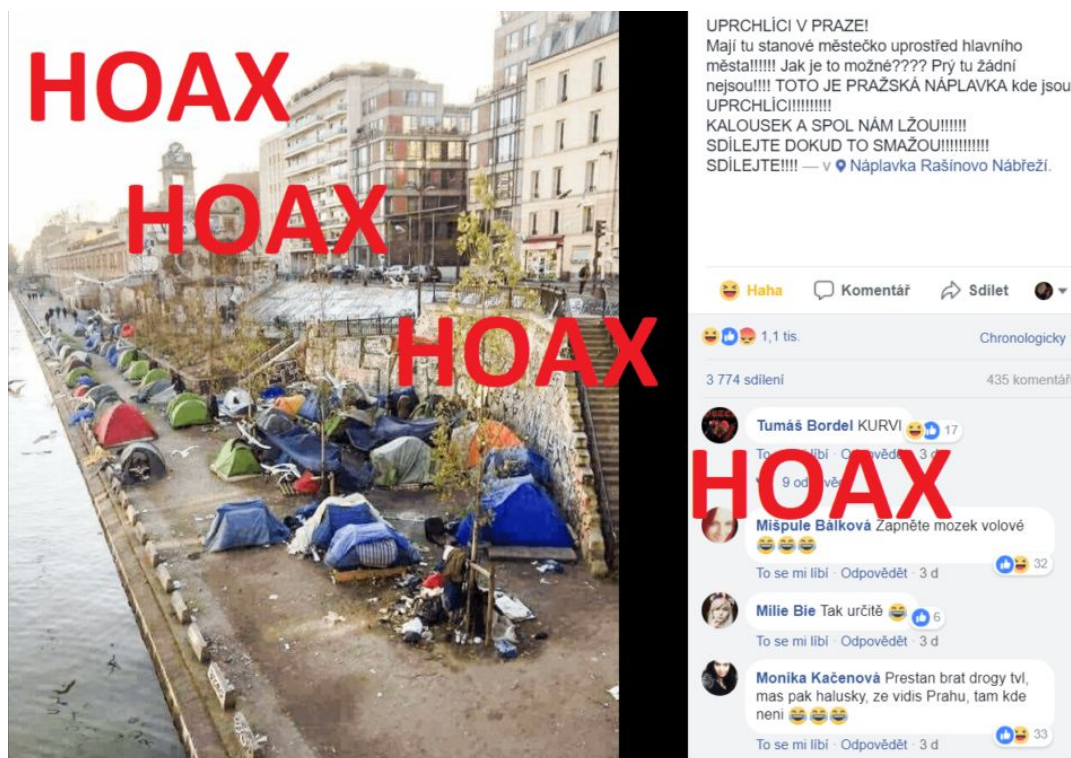 HOAX
HOAX
HOAX
HOAX
UPRCHLÍCI V PRAZE!
Mají tu stanové městečko uprostřed hlavního
města!!!!!! Jak je to možné???? Prý tu žádní
nejsou!!!! TOTO JE PRAŽSKÁ NÁPLAVKA kde jsou
UPRCHLÍCI!!!!!!!!!
KALOUSEK A SPOL NÁM LŽOU!!!!!!
SDÍLEJTE DOKUD TO SMAŽOU!!!!!!!!!!!
SDÍLEJTE!!!! — v Náplavka Rašínovo Nábřeží.
Haha Komentář Sdílet
1,1 tis. Chronologicky
3 774 sdílení 435 komentář
Tumáš Bordel KURVI 17
3 d
Mišpule Bálková Zapněte mozek volové
32
To se mi líbí · Odpovědět · 3 d
Milie Bie Tak určitě 6
To se mi líbí · Odpovědět · 3 d
Monika Kačenová Prestan brat drogy tvl,
mas pak halusky, ze vidis Prahu, tam kde
neni
33
To se mi líbí · Odpovědět · 3 d